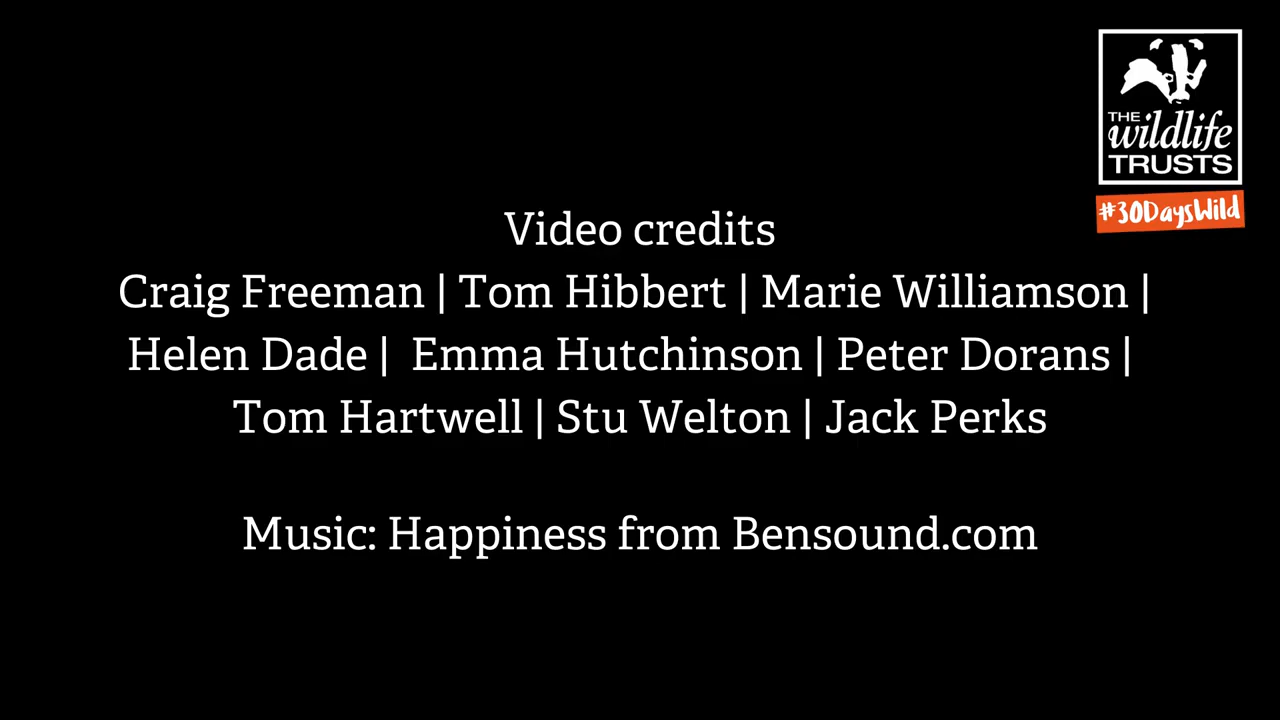 THE
wildlife
TRUSTS
#30DaysWild
Video credits
Craig Freeman | Tom Hibbert | Marie Williamson |
Helen Dade | Emma Hutchinson | Peter Dorans |
Tom Hartwell | Stu Welton | Jack Perks
Music: Happiness from Bensound.com